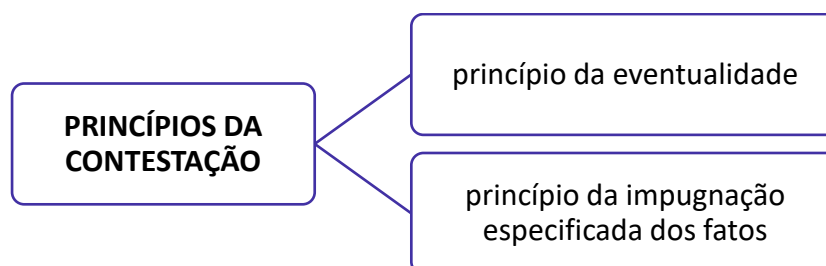 PRINCÍPIOS DA
CONTESTAÇÃO
princípio da eventualidade
princípio da impugnação
especificada dos fatos